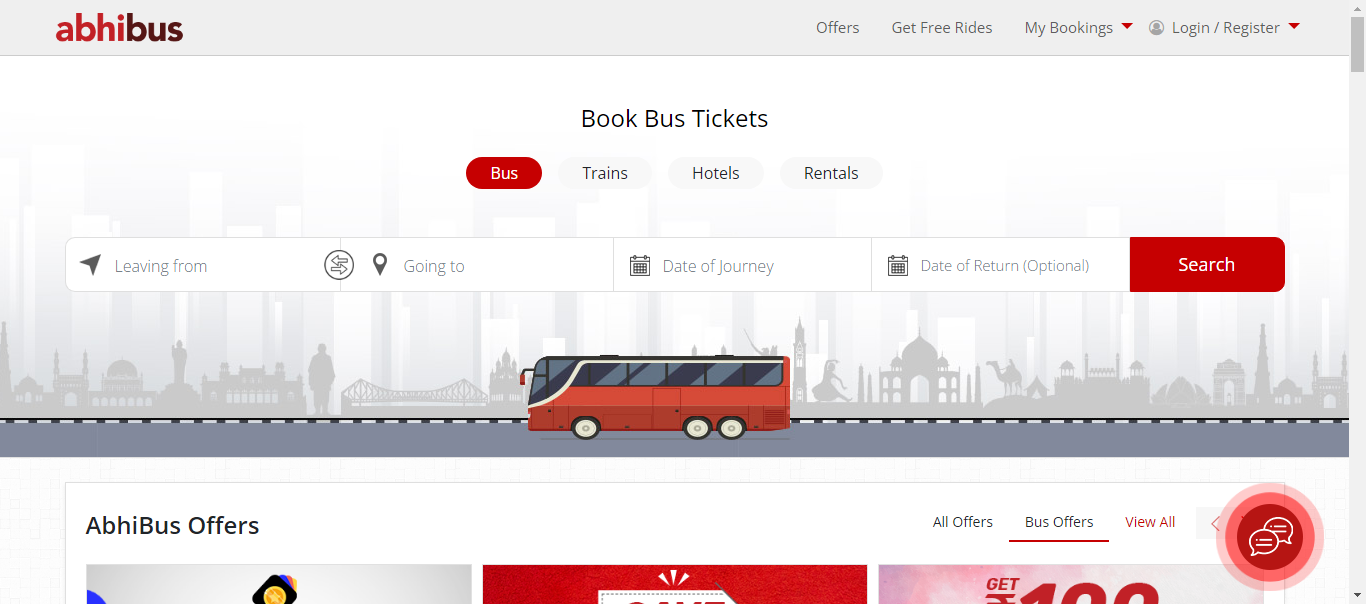 abhibus
Offers
Get Free Rides
My Bookings
Login / Register
Book Bus Tickets
Bus
Trains
Hotels
Rentals
Leaving from
Going to
Date of Journey
Date of Return (Optional)
Search
AbhiBus Offers
All Offers
Bus Offers
View All
GET